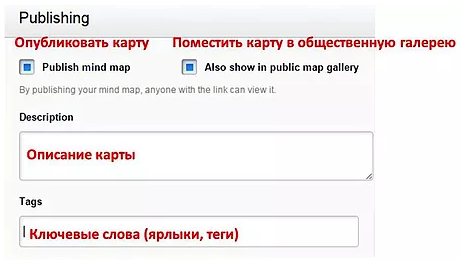 Publishing
Опубликовать карту Поместить карту в общественную галерею
Publish mind map Also show in public map gallery
By publishing your mind map, anyone with the link can view it.
Description
Описание карты
Tags
Ключевые слова (ярлыки, теги)